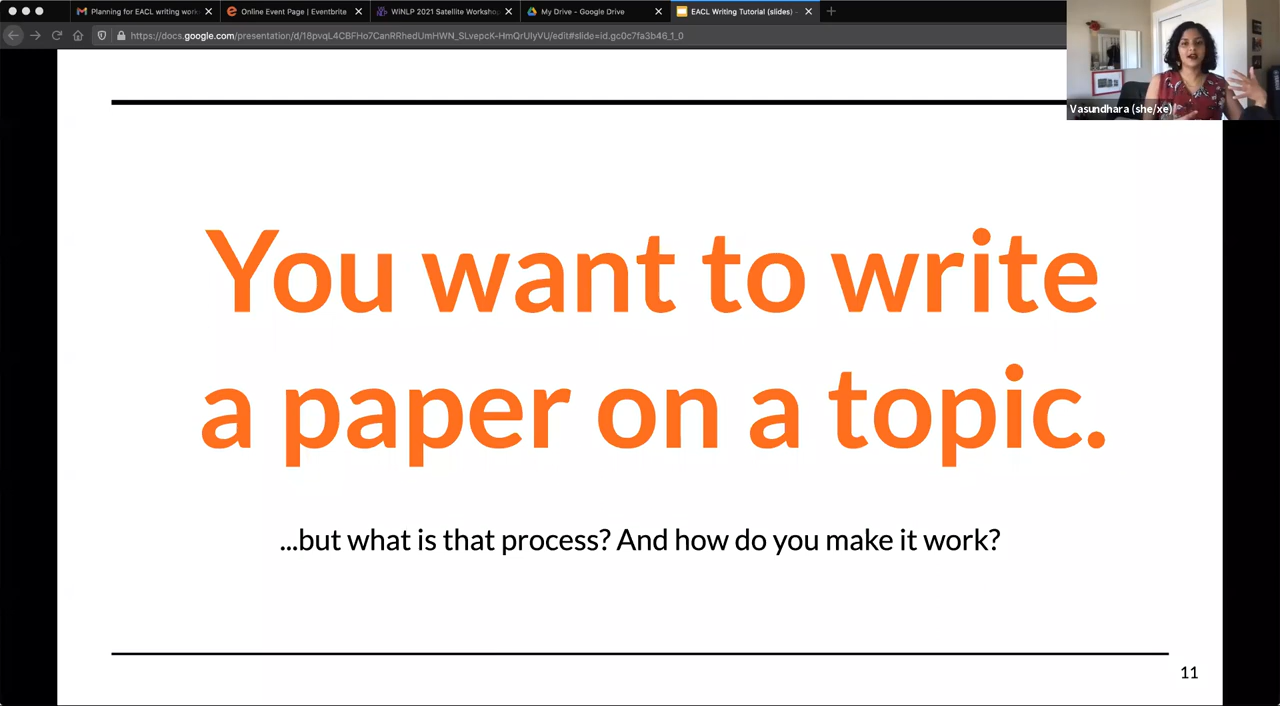 Planning for EACL writing wor
Online Event Page | Eventbrite
WiNLP 2021 Satellite Worksho
My Drive - Google Drive
EACL Writing Tutorial (slides) -
https://docs.google.com/presentation/d/18pvqL4CBFHo7CanRRhedUmHWN_SLvepcK-HmQrUIyVU/edit#slide=id.gc0c7fa3b46_1_0
Vasundhara (she/xe)
You want to write
a paper on a topic.
...but what is that process? And how do you make it work?
11